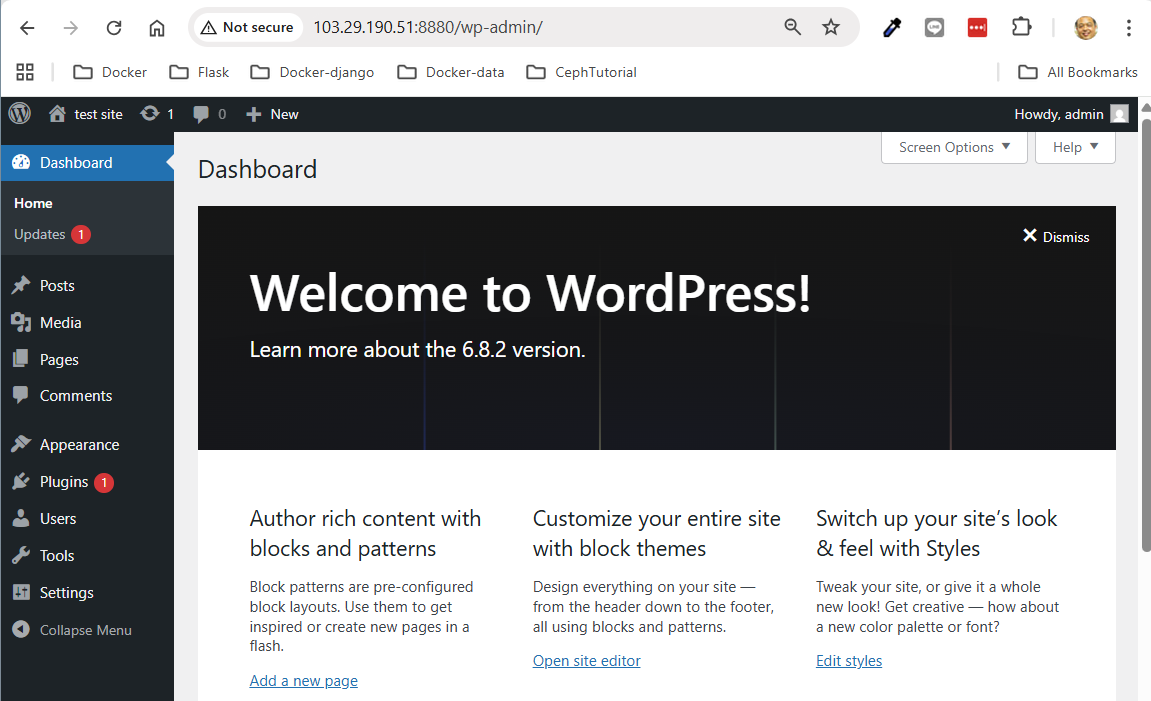 Not secure 103.29.190.51:8880/wp-admin/
Docker Flask Docker-django Docker-data CephTutorial All Bookmarks
test site 1 0 New Howdy, admin
Screen Options Help
Dashboard
Home
Updates 1
Posts
Media
Pages
Comments
Appearance
Plugins 1
Users
Tools
Settings
Collapse Menu
Dashboard
Dismiss
Welcome to WordPress!
Learn more about the 6.8.2 version.
Author rich content with
blocks and patterns
Block patterns are pre-configured
block layouts. Use them to get
inspired or create new pages in a
flash.
Add a new page
Customize your entire site
with block themes
Design everything on your site —
from the header down to the footer,
all using blocks and patterns.
Open site editor
Switch up your site’s look
& feel with Styles
Tweak your site, or give it a whole
new look! Get creative — how about
a new color palette or font?
Edit styles